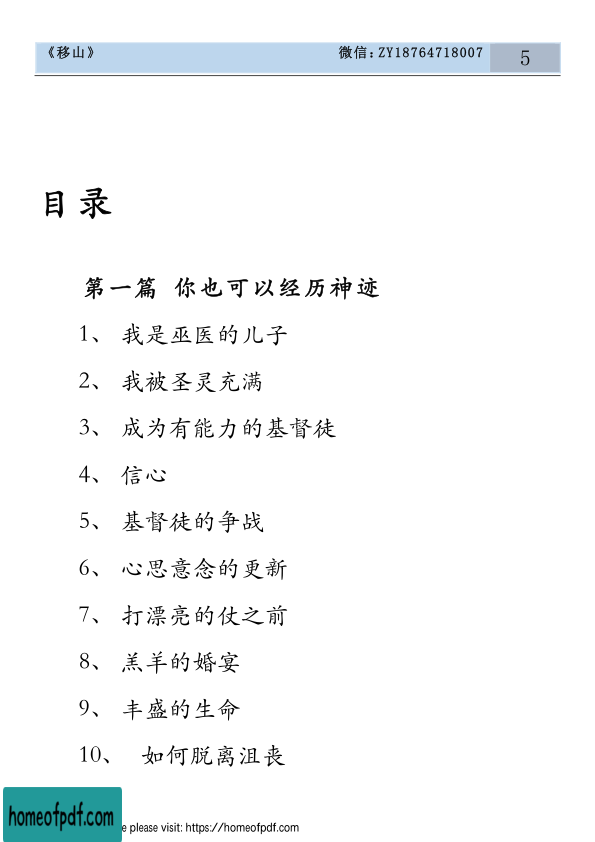 《移山》 微信：ZY18764718007 5
目录
第一篇 你也可以经历神迹
1、 我是巫医的儿子
2、 我被圣灵充满
3、 成为有能力的基督徒
4、 信心
5、 基督徒的争战
6、 心思意念的更新
7、 打漂亮的仗之前
8、 羔羊的婚宴
9、 丰盛的生命
10、 如何脱离沮丧
homeofpdf.com
e please visit: https://homeofpdf.com